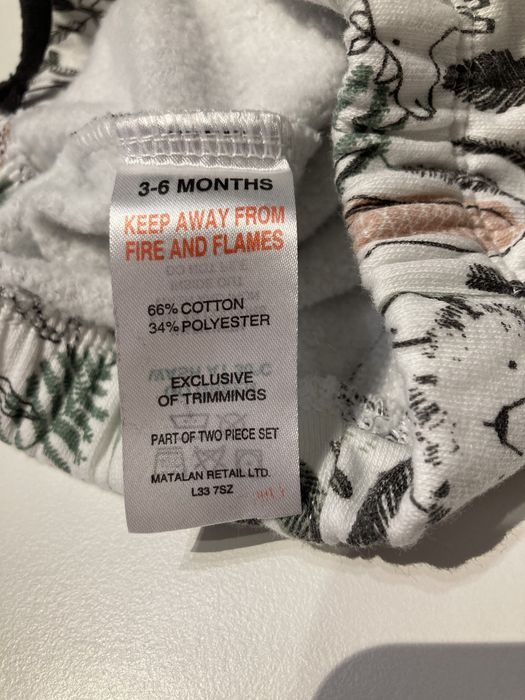 3-6 MONTHS
KEEP AWAY FROM
FIRE AND FLAMES
66% COTTON
34% POLYESTER
EXCLUSIVE
OF TRIMMINGS
PART OF TWO PIECE SET
MATALAN RETAIL LTD.
L33 7SZ